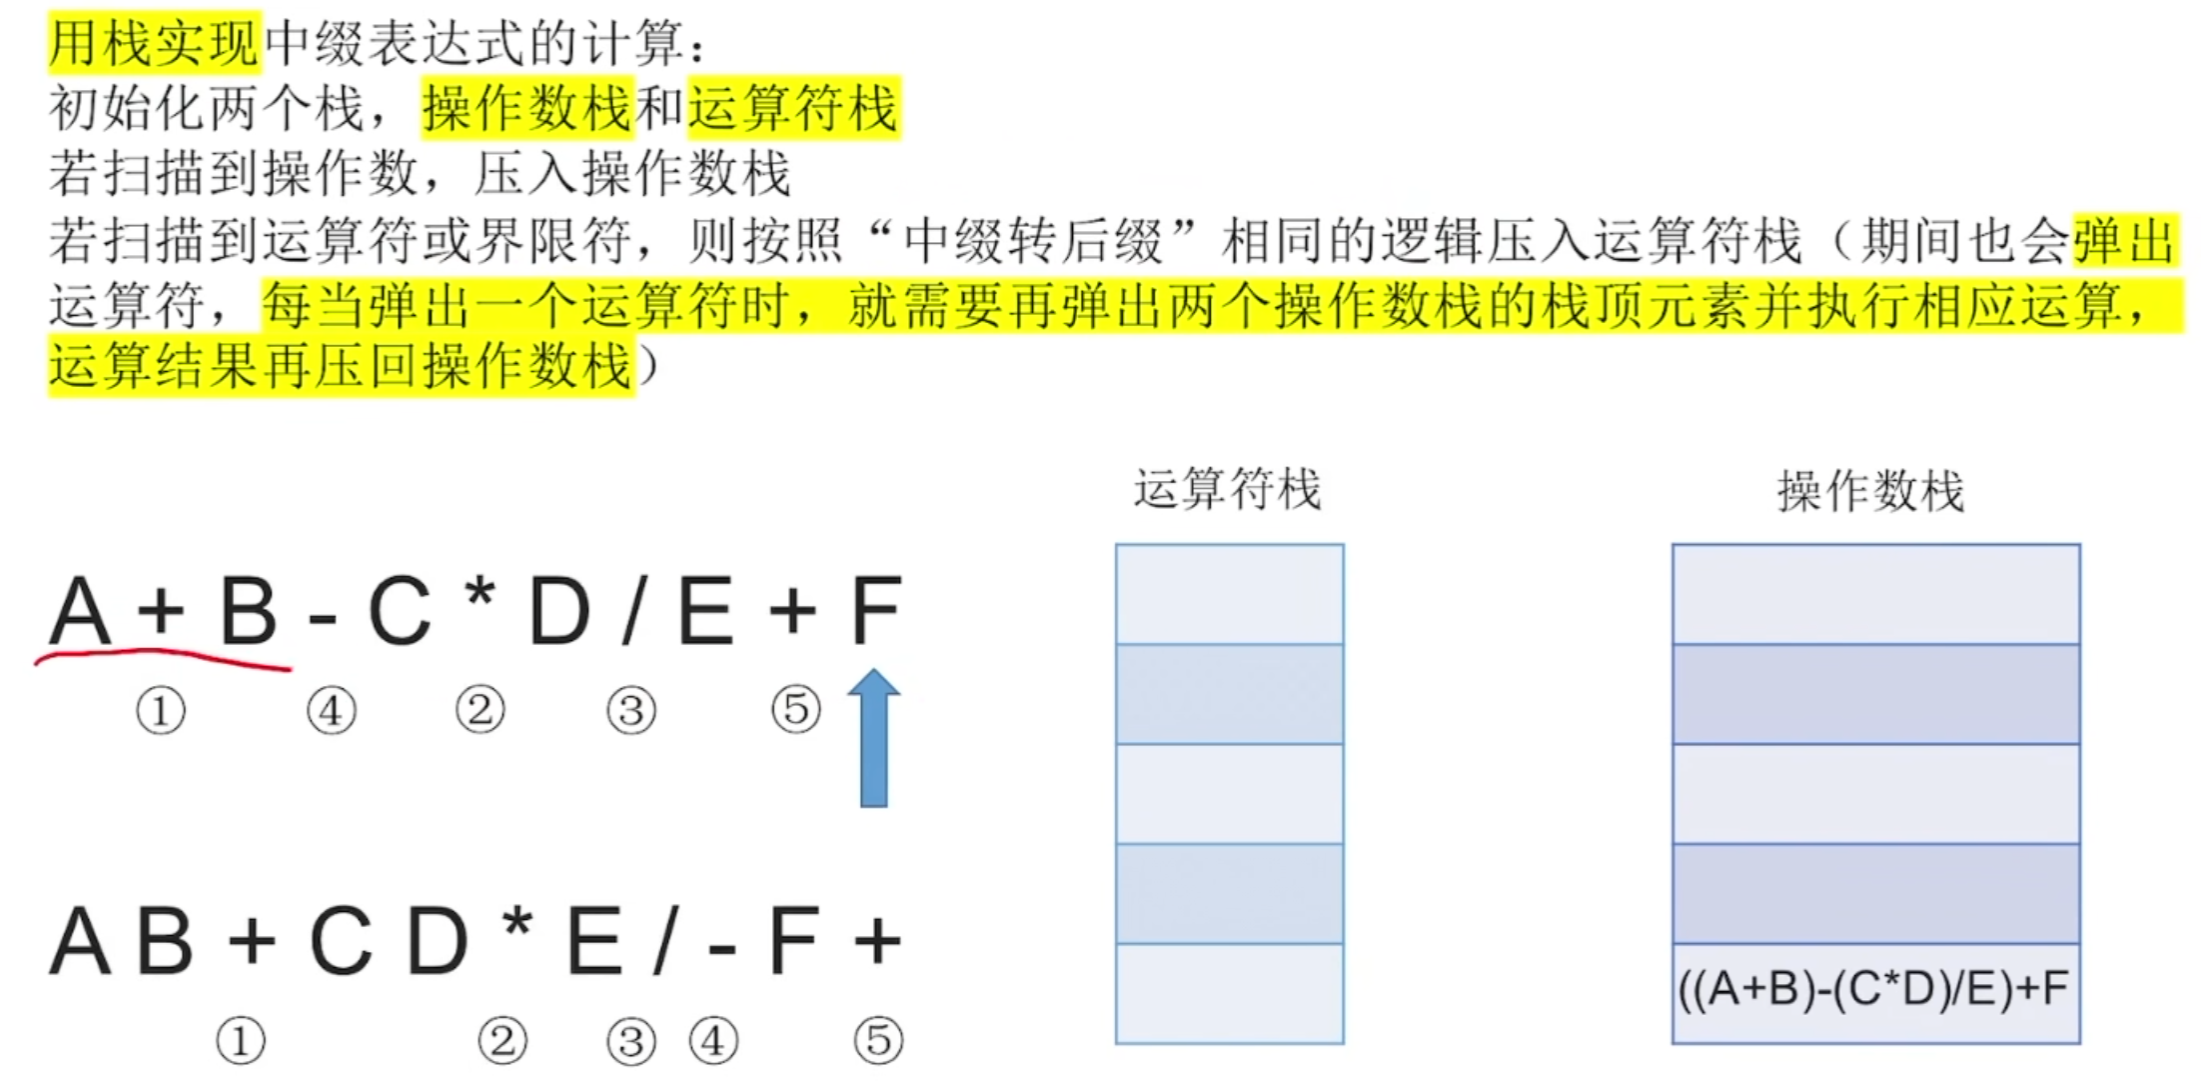 用栈实现中缀表达式的计算：
初始化两个栈，操作数栈和运算符栈
若扫描到操作数，压入操作数栈
若扫描到运算符或界限符，则按照“中缀转后缀”相同的逻辑压入运算符栈（期间也会弹出
运算符，每当弹出一个运算符时，就需要再弹出两个操作数栈的栈顶元素并执行相应运算，
运算结果再压回操作数栈）
运算符栈
操作数栈
A + B - C * D / E + F
① ④ ② ③ ⑤
A B + C D * E / - F +
① ② ③ ④ ⑤
((A+B)-(C*D)/E)+F